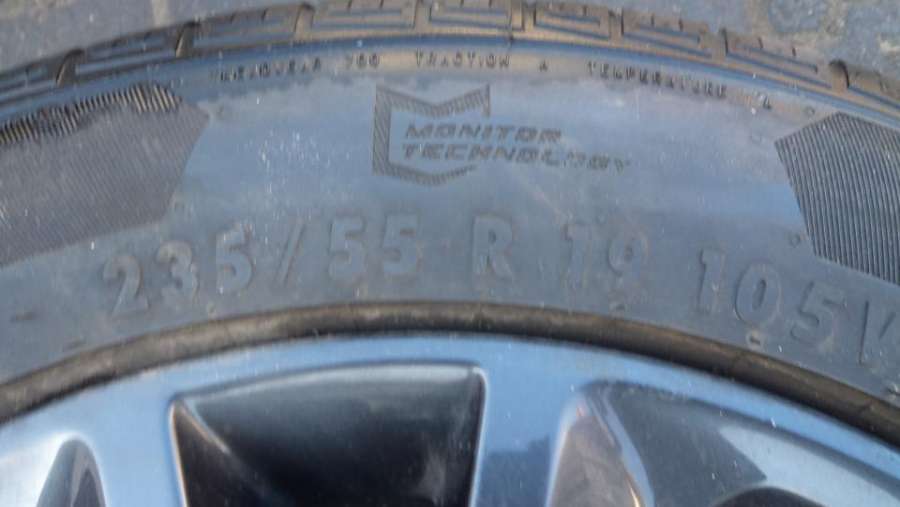 TREADWEAR 700 TRACTION A TEMPERATURE A
MONITOR
TECHNOLOGY
235/55 R 19 105V